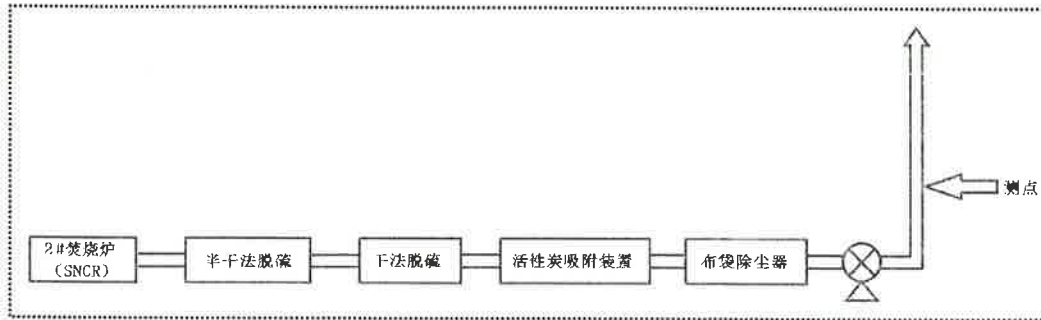 2#焚烧炉
(SNCR)
半干法脱硫
干法脱硫
活性炭吸附装置
布袋除尘器
测点